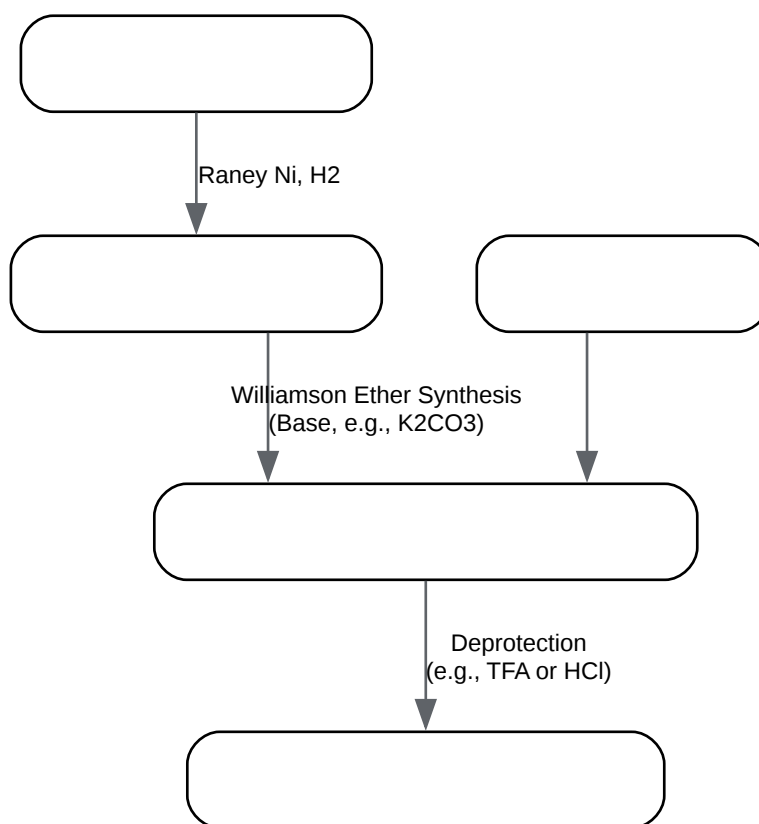 Raney Ni, H2
Williamson Ether Synthesis
(Base, e.g., K2CO3)
Deprotection
(e.g., TFA or HCl)